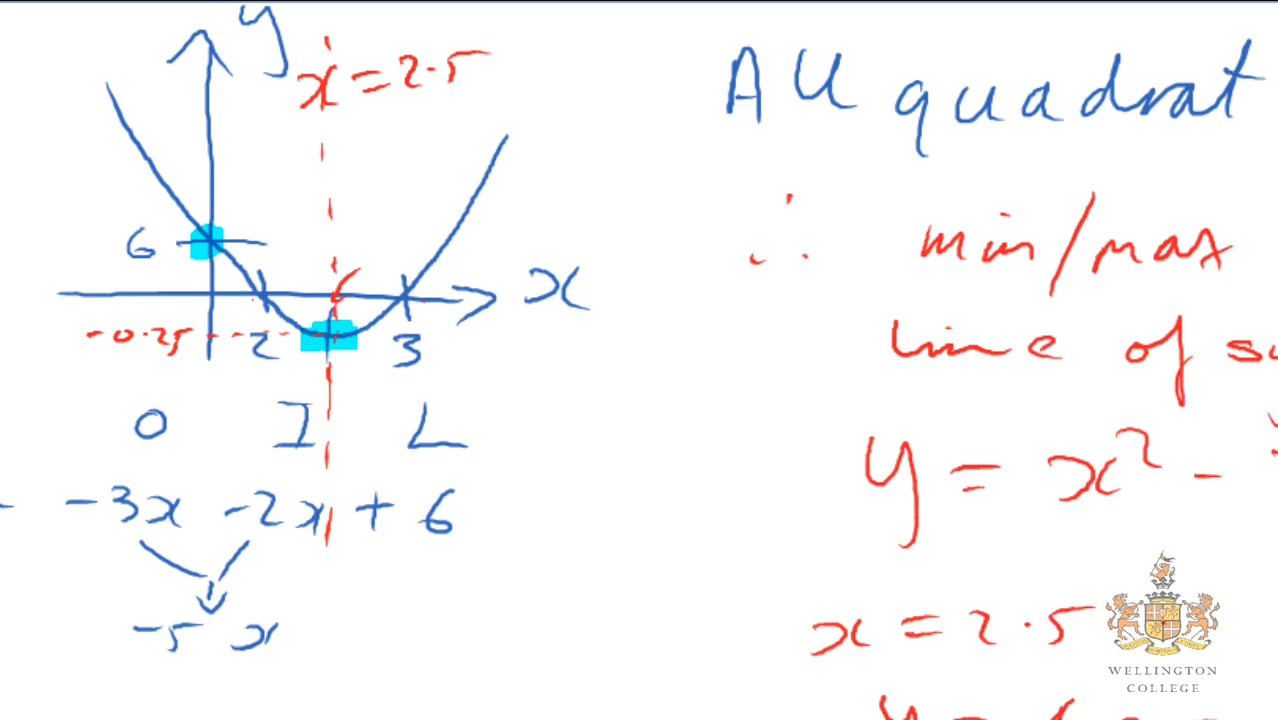 y
x = 2.5
6
x
-0.25
2
3
O I L
-3x -2x + 6
-5x
All quadrat
∴ min/max
line of s
y = x² -
x = 2.5
WELLINGTON
COLLEGE